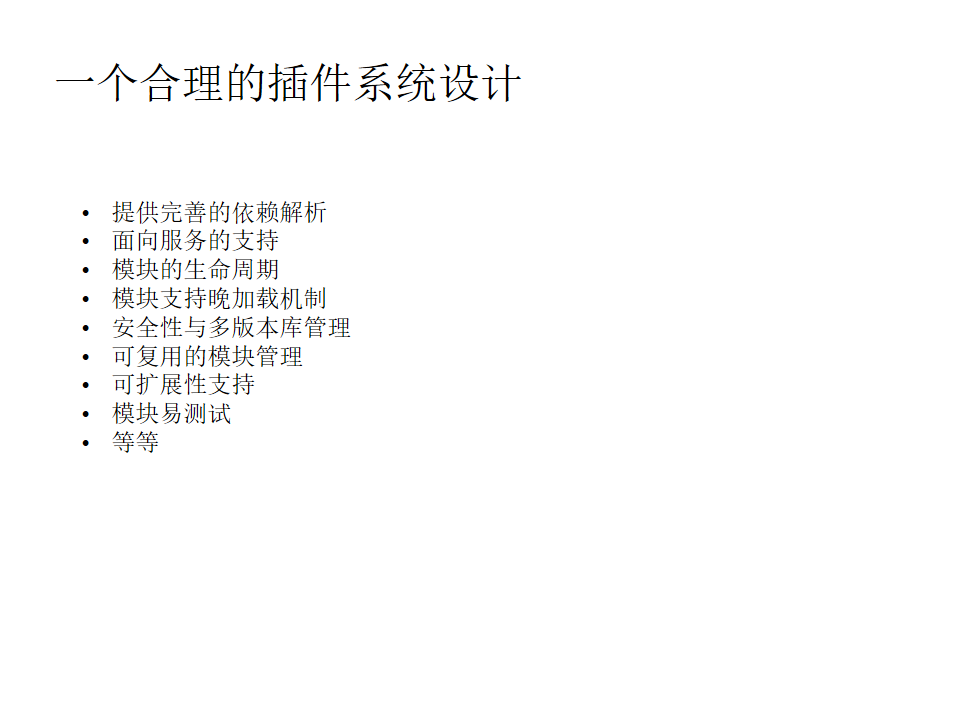 一个合理的插件系统设计
• 提供完善的依赖解析
• 面向服务的支持
• 模块的生命周期
• 模块支持晚加载机制
• 安全性与多版本库管理
• 可复用的模块管理
• 可扩展性支持
• 模块易测试
• 等等